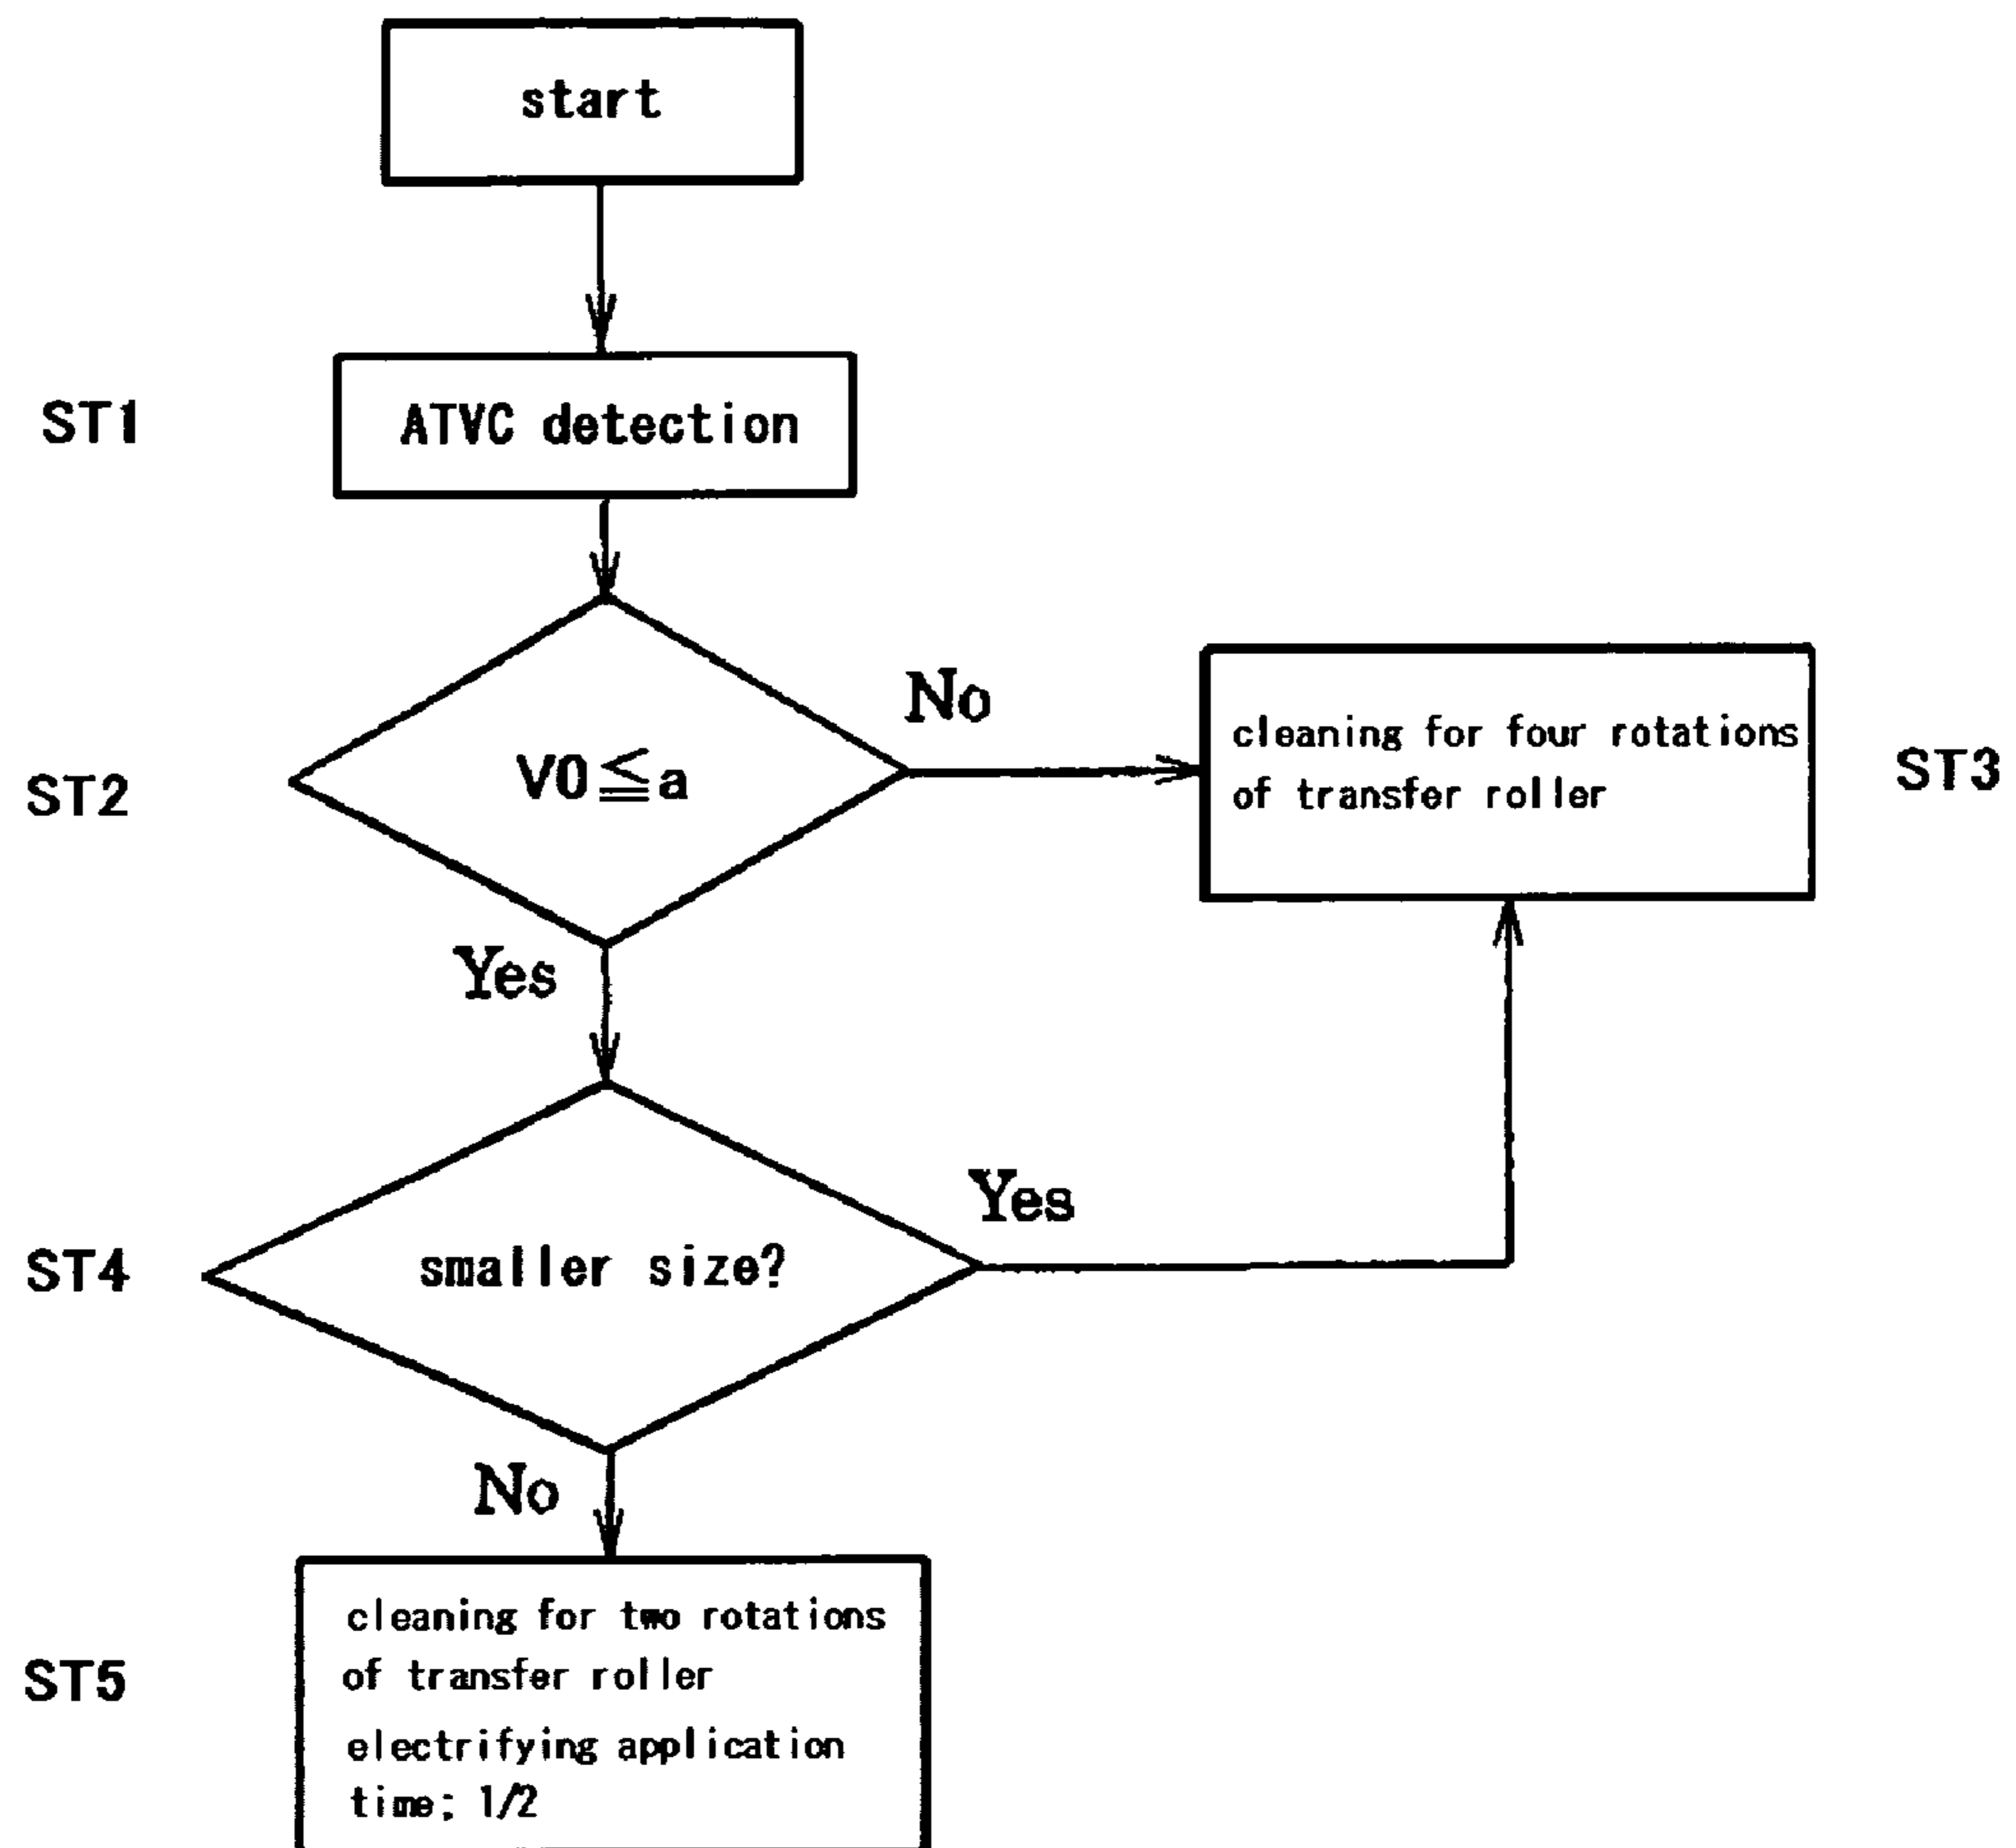 start
ST1
ATVC detection
ST2
V0≦a
No
cleaning for four rotations
of transfer roller
ST3
Yes
ST4
smaller size?
Yes
No
ST5
cleaning for two rotations
of transfer roller
electrifying application
time; 1/2